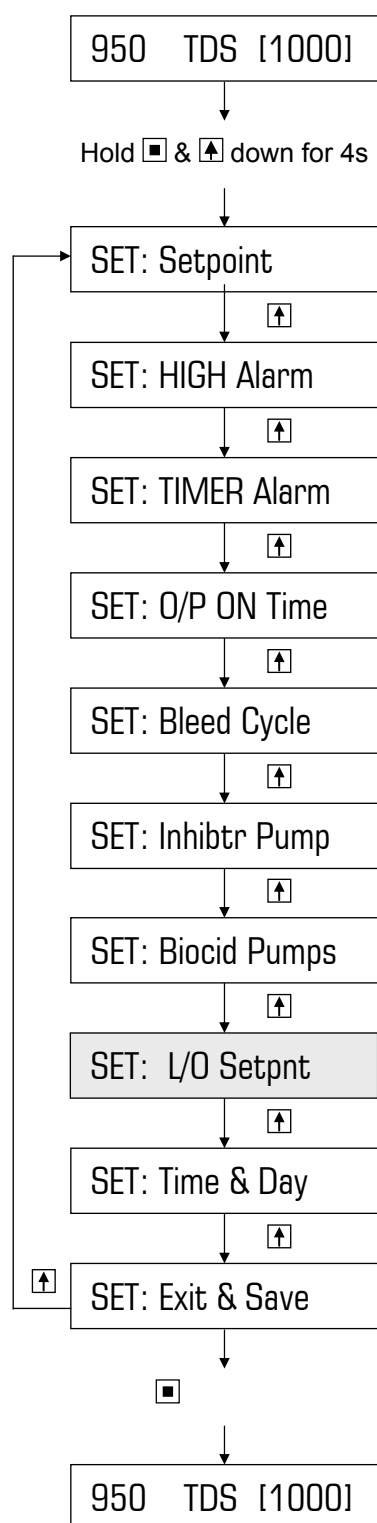 950 TDS [1000]
Hold & down for 4s
SET: Setpoint
SET: HIGH Alarm
SET: TIMER Alarm
SET: O/P ON Time
SET: Bleed Cycle
SET: Inhibtr Pump
SET: Biocid Pumps
SET: L/O Setpnt
SET: Time & Day
SET: Exit & Save
950 TDS [1000]